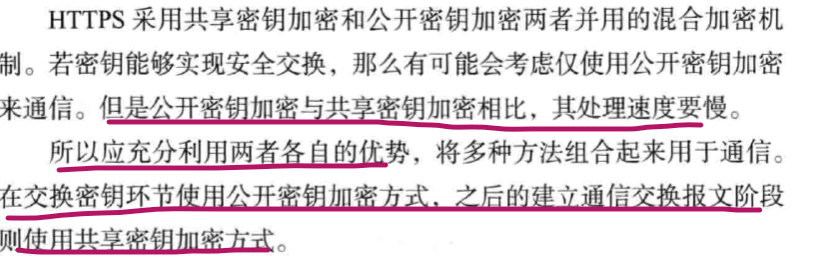 HTTPS 采用共享密钥加密和公开密钥加密两者并用的混合加密机
制。若密钥能够实现安全交换，那么有可能会考虑仅使用公开密钥加密
来通信。但是公开密钥加密与共享密钥加密相比，其处理速度要慢。
所以应充分利用两者各自的优势，将多种方法组合起来用于通信。
在交换密钥环节使用公开密钥加密方式，之后的建立通信交换报文阶段
则使用共享密钥加密方式。